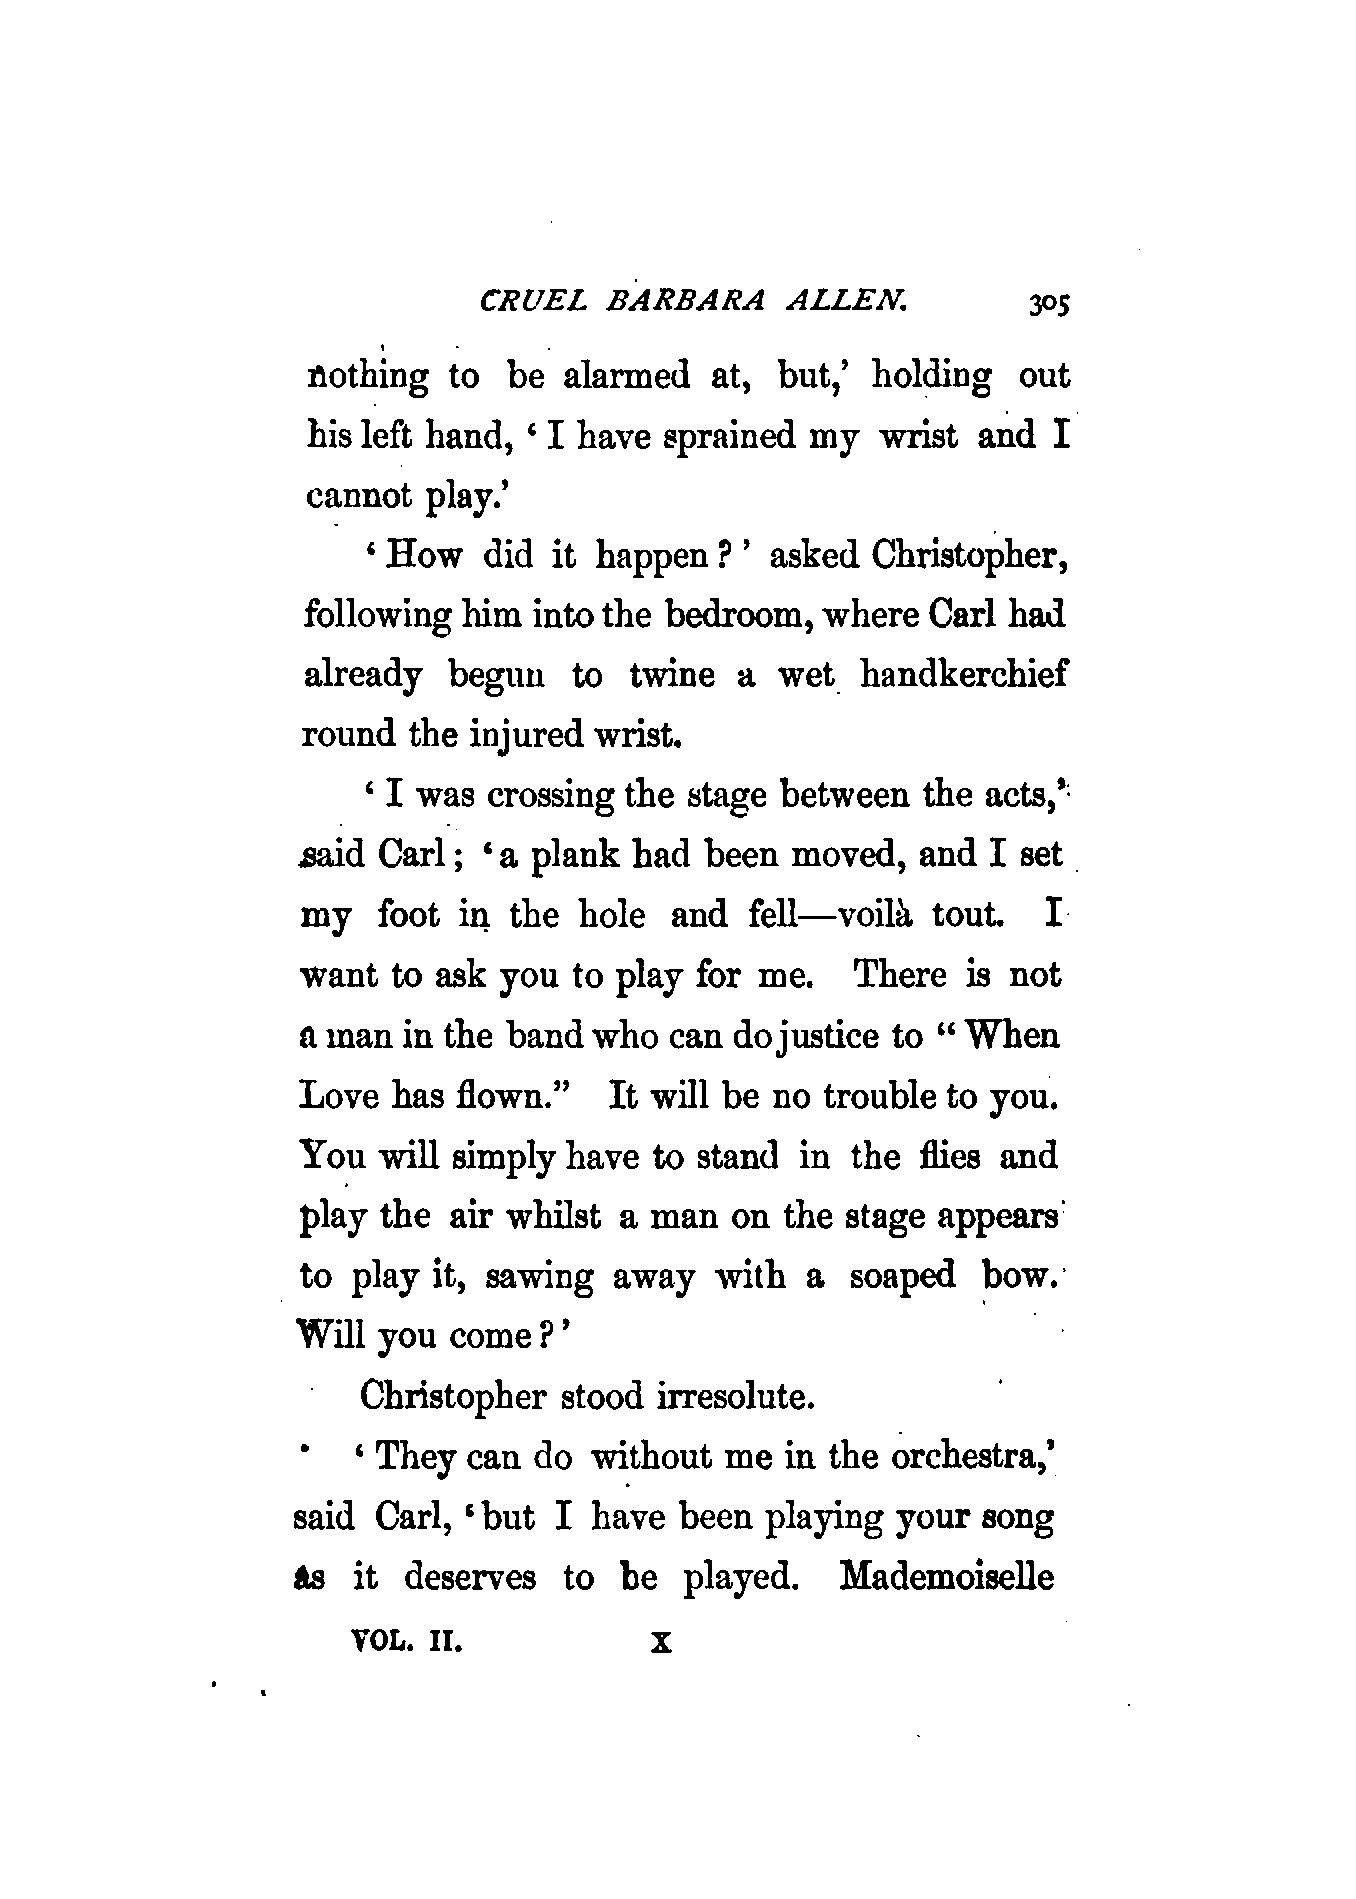 CRUEL BARBARA ALLEN. 305
nothing to be alarmed at, but,' holding out
his left hand, 'I have sprained my wrist and I
cannot play.'
'How did it happen?' asked Christopher,
following him into the bedroom, where Carl had
already begun to twine a wet handkerchief
round the injured wrist.
'I was crossing the stage between the acts,'
said Carl; 'a plank had been moved, and I set
my foot in the hole and fell—voilà tout. I
want to ask you to play for me. There is not
a man in the band who can do justice to "When
Love has flown." It will be no trouble to you.
You will simply have to stand in the flies and
play the air whilst a man on the stage appears
to play it, sawing away with a soaped bow.
Will you come?'
Christopher stood irresolute.
'They can do without me in the orchestra,'
said Carl, 'but I have been playing your song
as it deserves to be played. Mademoiselle
VOL. II. X